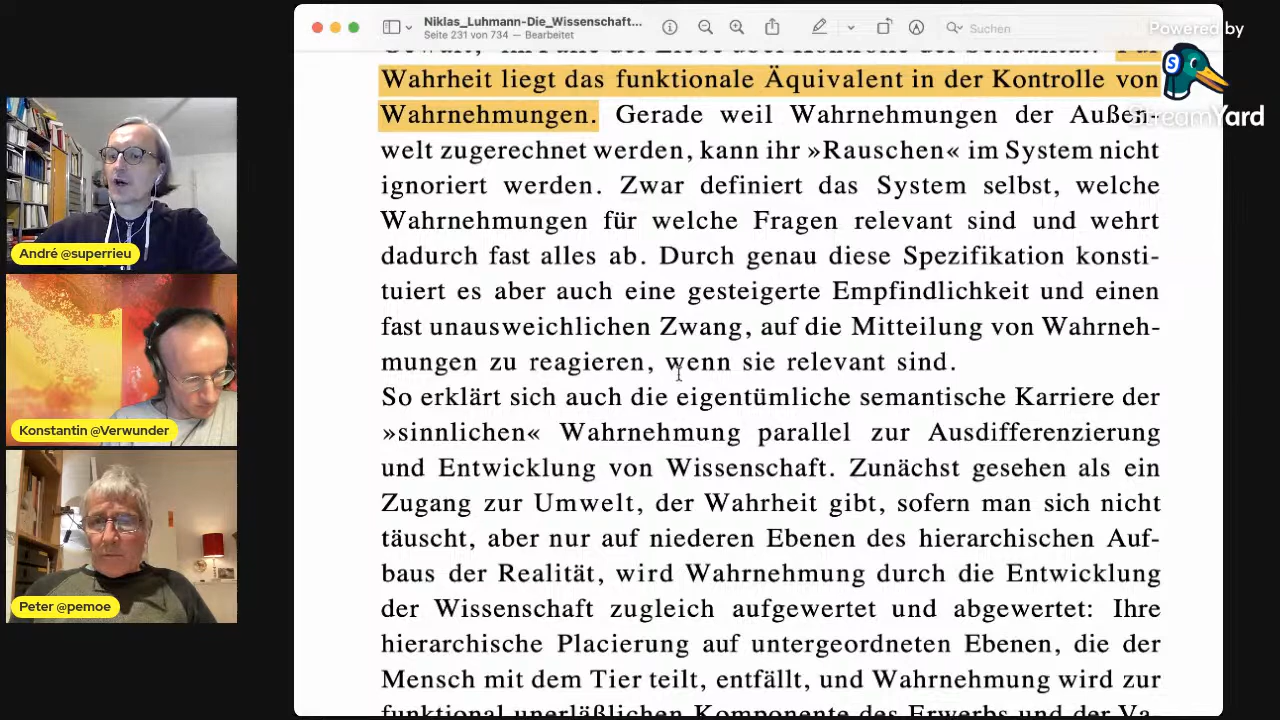 Niklas_Luhmann-Die_Wissenschaft...
Seite 231 von 734 – Bearbeitet
Suchen
Powered by
StreamYard
Wahrheit liegt das funktionale Äquivalent in der Kontrolle von
Wahrnehmungen. Gerade weil Wahrnehmungen der Außen-
welt zugerechnet werden, kann ihr »Rauschen« im System nicht
ignoriert werden. Zwar definiert das System selbst, welche
Wahrnehmungen für welche Fragen relevant sind und wehrt
dadurch fast alles ab. Durch genau diese Spezifikation konsti-
tuiert es aber auch eine gesteigerte Empfindlichkeit und einen
fast unausweichlichen Zwang, auf die Mitteilung von Wahrneh-
mungen zu reagieren, wenn sie relevant sind.
So erklärt sich auch die eigentümliche semantische Karriere der
»sinnlichen« Wahrnehmung parallel zur Ausdifferenzierung
und Entwicklung von Wissenschaft. Zunächst gesehen als ein
Zugang zur Umwelt, der Wahrheit gibt, sofern man sich nicht
täuscht, aber nur auf niederen Ebenen des hierarchischen Auf-
baus der Realität, wird Wahrnehmung durch die Entwicklung
der Wissenschaft zugleich aufgewertet und abgewertet: Ihre
hierarchische Placierung auf untergeordneten Ebenen, die der
Mensch mit dem Tier teilt, entfällt, und Wahrnehmung wird zur
funktional unerläßlichen Komponente des Erwerbs und der Va-
André @superrieu
Konstantin @Verwunder
Peter @pemoe